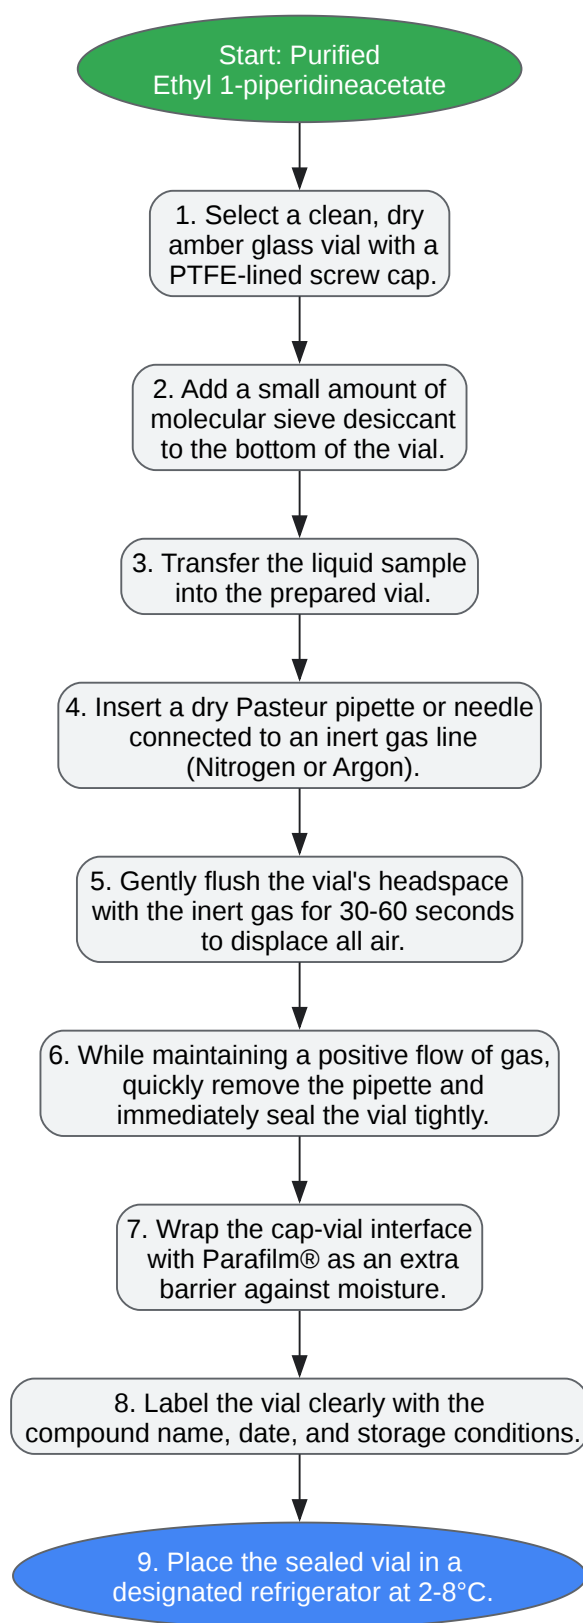 Start: Purified
Ethyl 1-piperidineacetate
1. Select a clean, dry
amber glass vial with a
PTFE-lined screw cap.
2. Add a small amount of
molecular sieve desiccant
to the bottom of the vial.
3. Transfer the liquid sample
into the prepared vial.
4. Insert a dry Pasteur pipette or needle
connected to an inert gas line
(Nitrogen or Argon).
5. Gently flush the vial's headspace
with the inert gas for 30-60 seconds
to displace all air.
6. While maintaining a positive flow of gas,
quickly remove the pipette and
immediately seal the vial tightly.
7. Wrap the cap-vial interface
with Parafilm® as an extra
barrier against moisture.
8. Label the vial clearly with the
compound name, date, and storage conditions.
9. Place the sealed vial in a
designated refrigerator at 2-8°C.